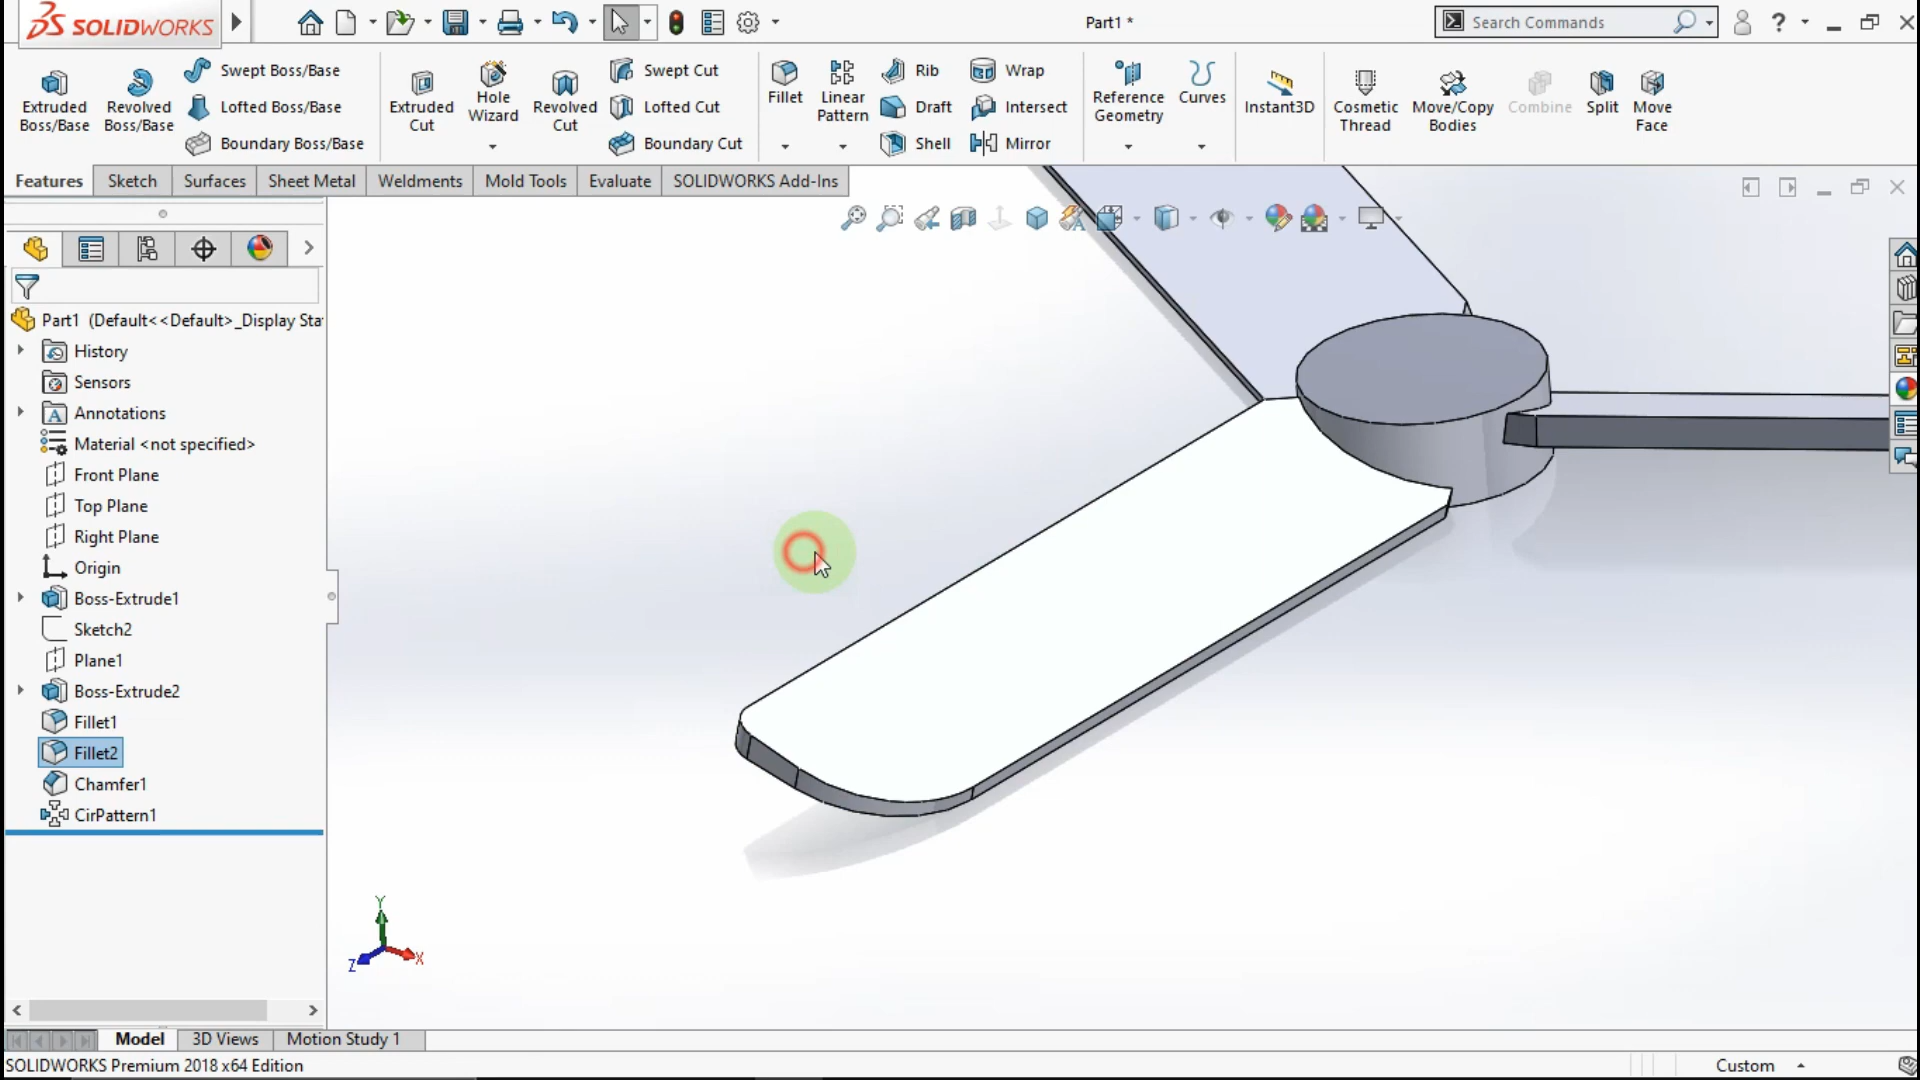 SOLIDWORKS
Part1 *
Search Commands
Extruded Boss/Base
Revolved Boss/Base
Swept Boss/Base
Lofted Boss/Base
Boundary Boss/Base
Extruded Cut
Hole Wizard
Revolved Cut
Swept Cut
Lofted Cut
Boundary Cut
Fillet
Linear Pattern
Rib
Draft
Shell
Wrap
Intersect
Mirror
Reference Geometry
Curves
Instant3D
Cosmetic Thread
Move/Copy Bodies
Combine
Split
Move Face
Features
Sketch
Surfaces
Sheet Metal
Weldments
Mold Tools
Evaluate
SOLIDWORKS Add-Ins
Part1 (Default<<Default>_Display Sta
History
Sensors
Annotations
Material <not specified>
Front Plane
Top Plane
Right Plane
Origin
Boss-Extrude1
Sketch2
Plane1
Boss-Extrude2
Fillet1
Fillet2
Chamfer1
CirPattern1
Y
Z
X
Model
3D Views
Motion Study 1
SOLIDWORKS Premium 2018 x64 Edition
Custom